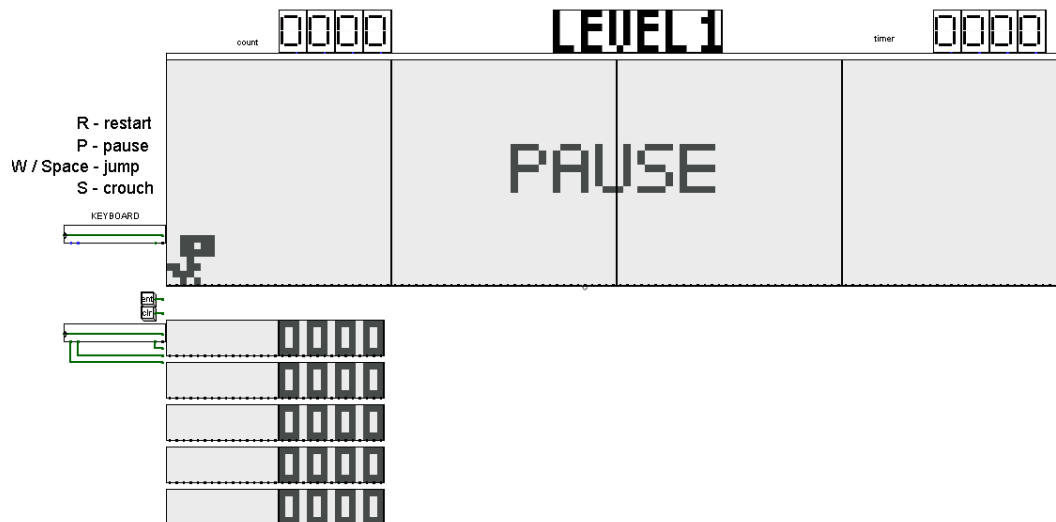 count 0000 LEVEL 1 timer 0000
R - restart
P - pause
W / Space - jump
S - crouch
PAUSE
KEYBOARD
ent
clr
0000
0000
0000
0000
0000